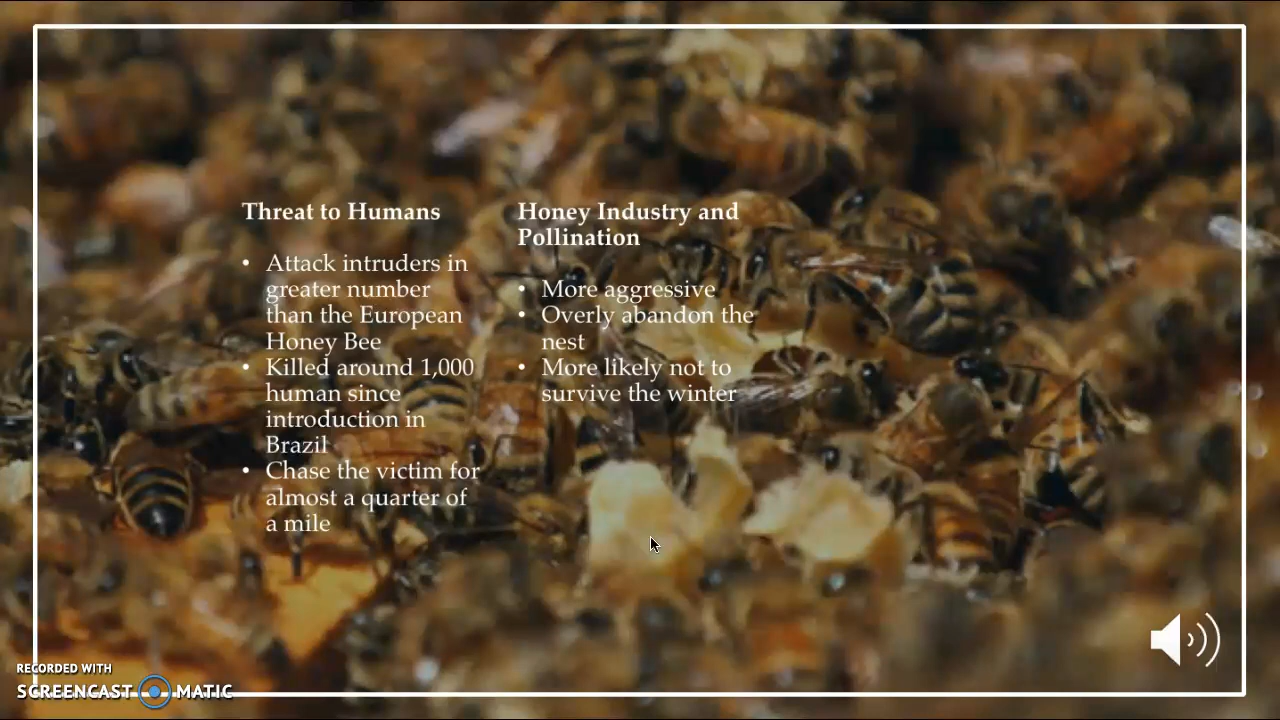 Threat to Humans
• Attack intruders in
greater number
than the European
Honey Bee
• Killed around 1,000
human since
introduction in
Brazil
• Chase the victim for
almost a quarter of
a mile
Honey Industry and
Pollination
• More aggressive
• Overly abandon the
nest
• More likely not to
survive the winter
RECORDED WITH
SCREENCAST MATIC